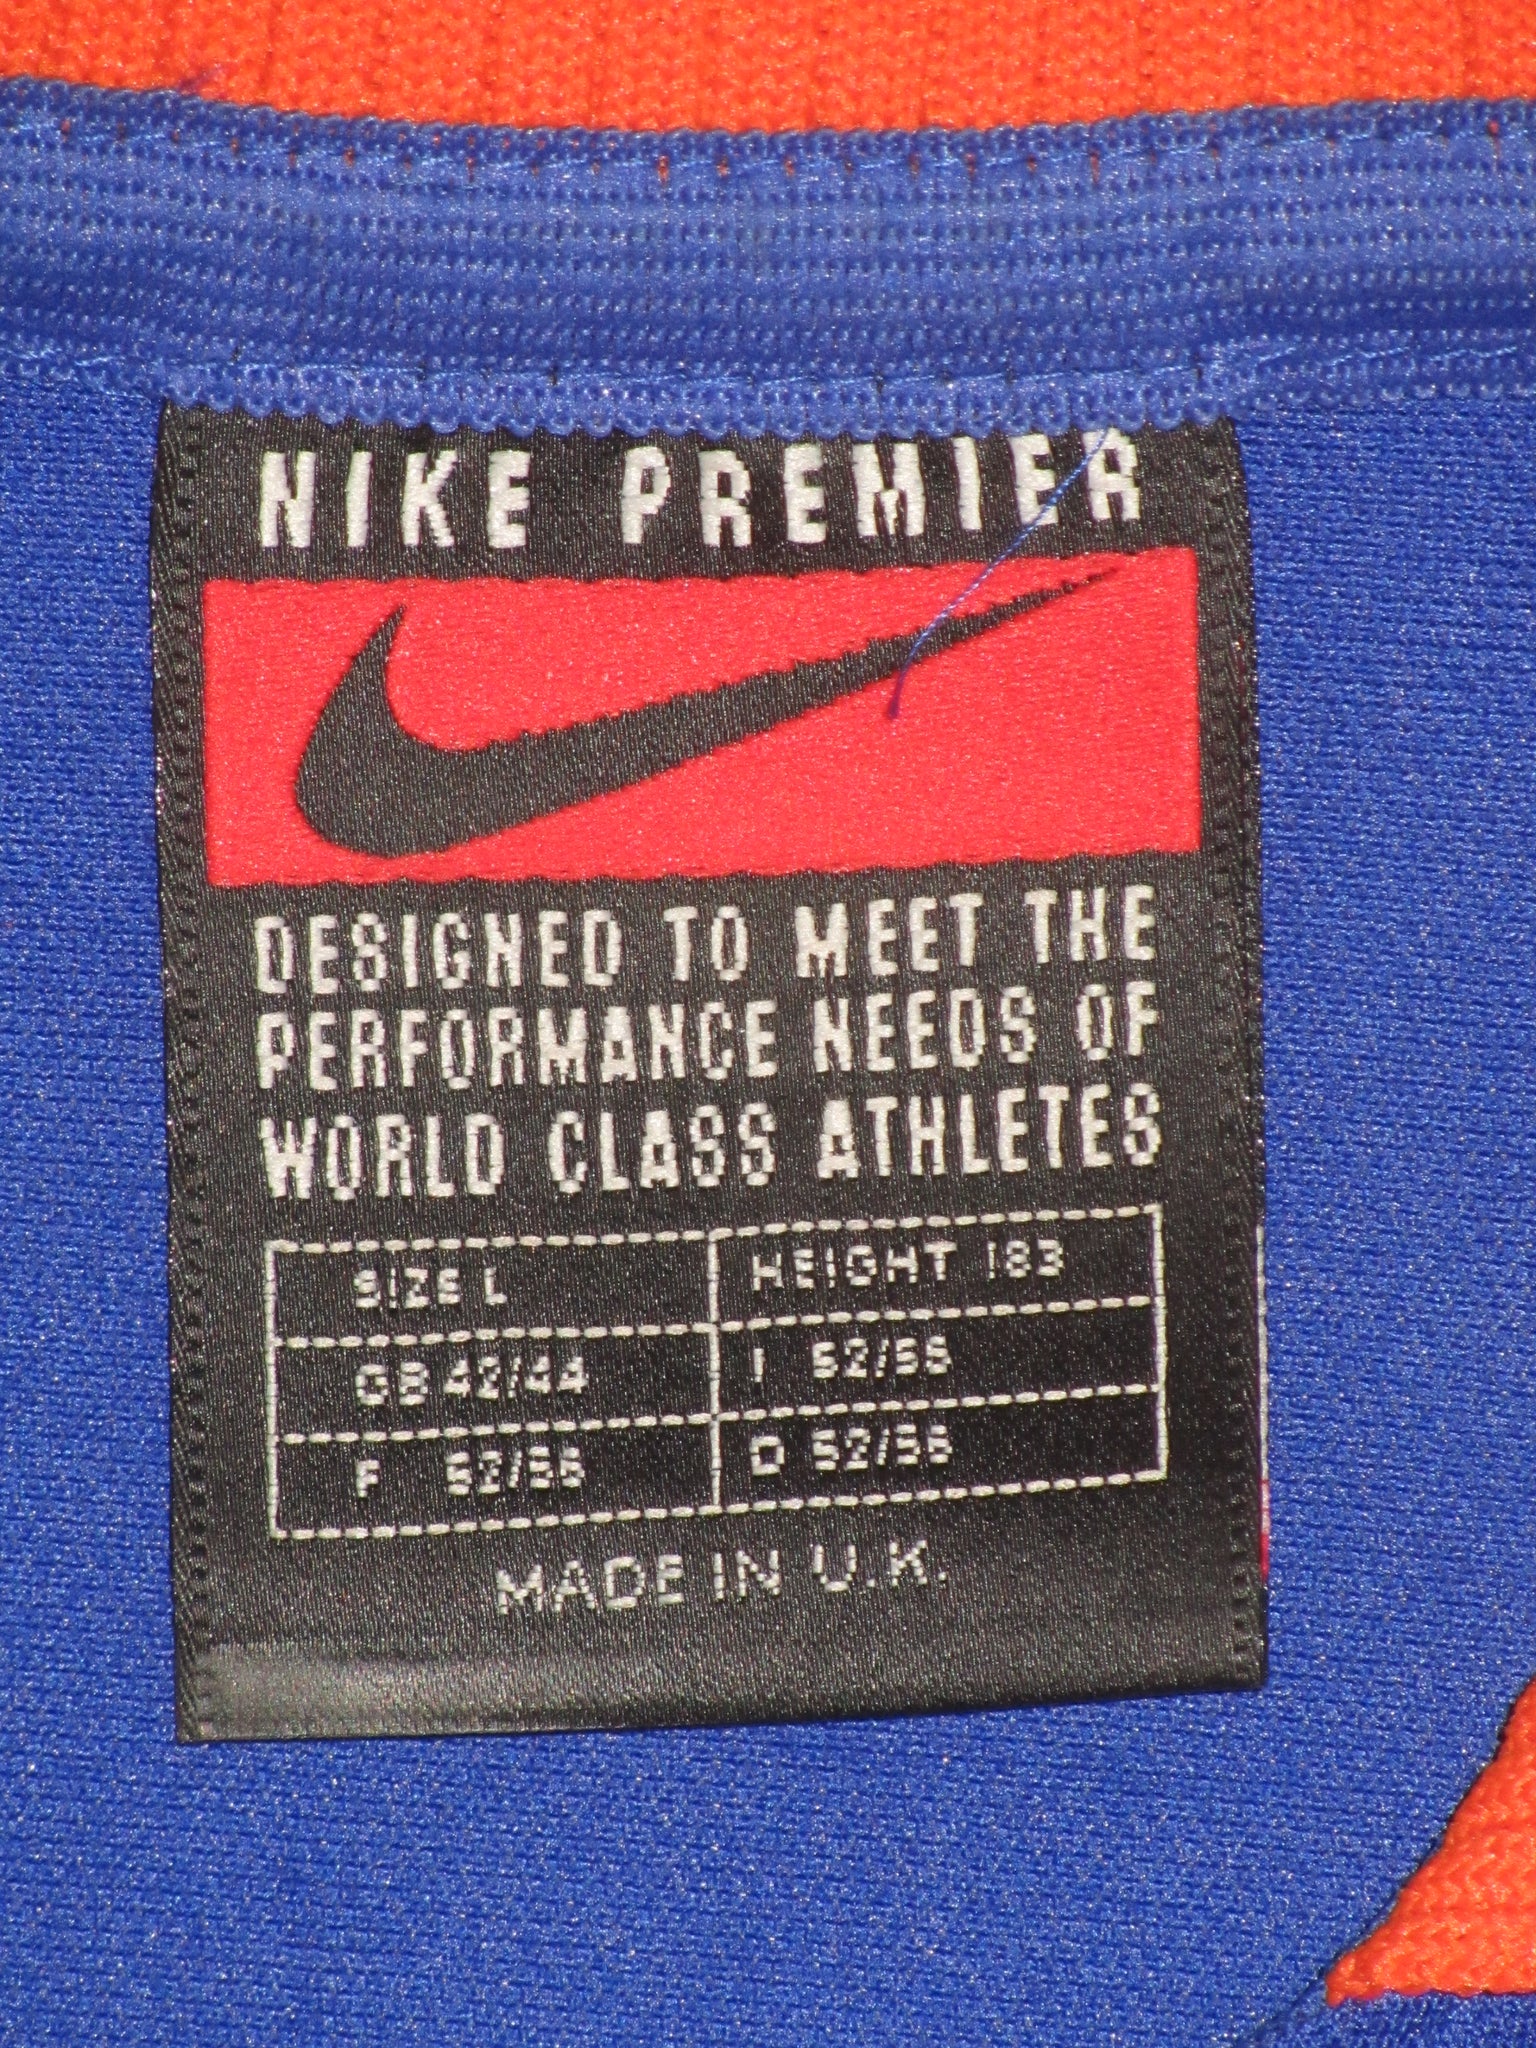 NIKE PREMIER
DESIGNED TO MEET THE
PERFORMANCE NEEDS OF
WORLD CLASS ATHLETES
SIZE L HEIGHT 183
GB 42/44 I 52/56
F 52/56 D 52/56
MADE IN U.K.